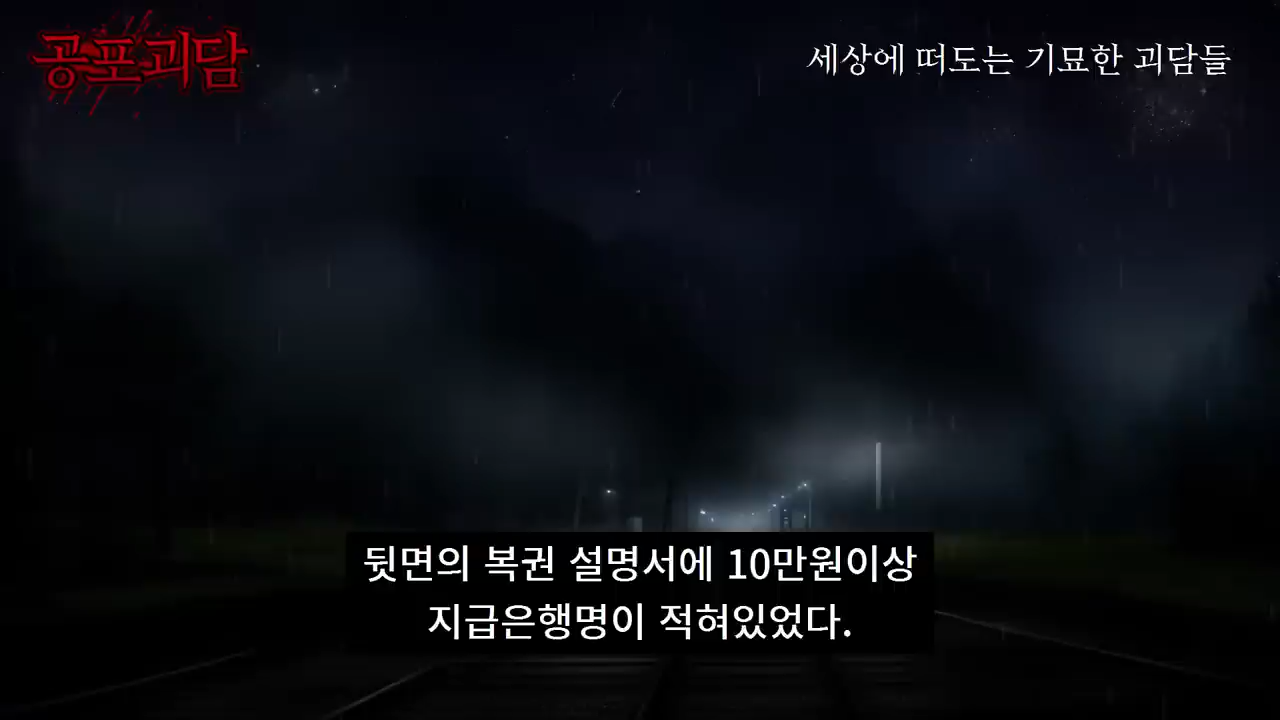 공포괴담
세상에 떠도는 기묘한 괴담들
뒷면의 복권 설명서에 10만원이상
지급은행명이 적혀있었다.